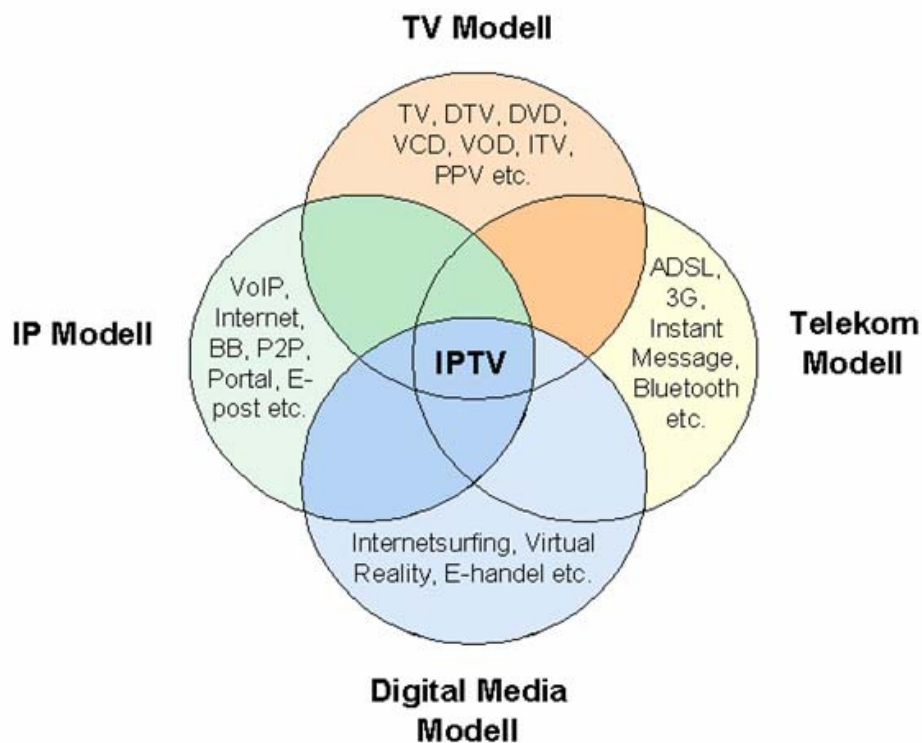 TV Modell
TV, DTV, DVD,
VCD, VOD, ITV,
PPV etc.
IP Modell
VoIP,
Internet,
BB, P2P,
Portal, E-
post etc.
IPTV
ADSL,
3G,
Instant
Message,
Bluetooth
etc.
Telekom
Modell
Internetsurfing, Virtual
Reality, E-handel etc.
Digital Media
Modell